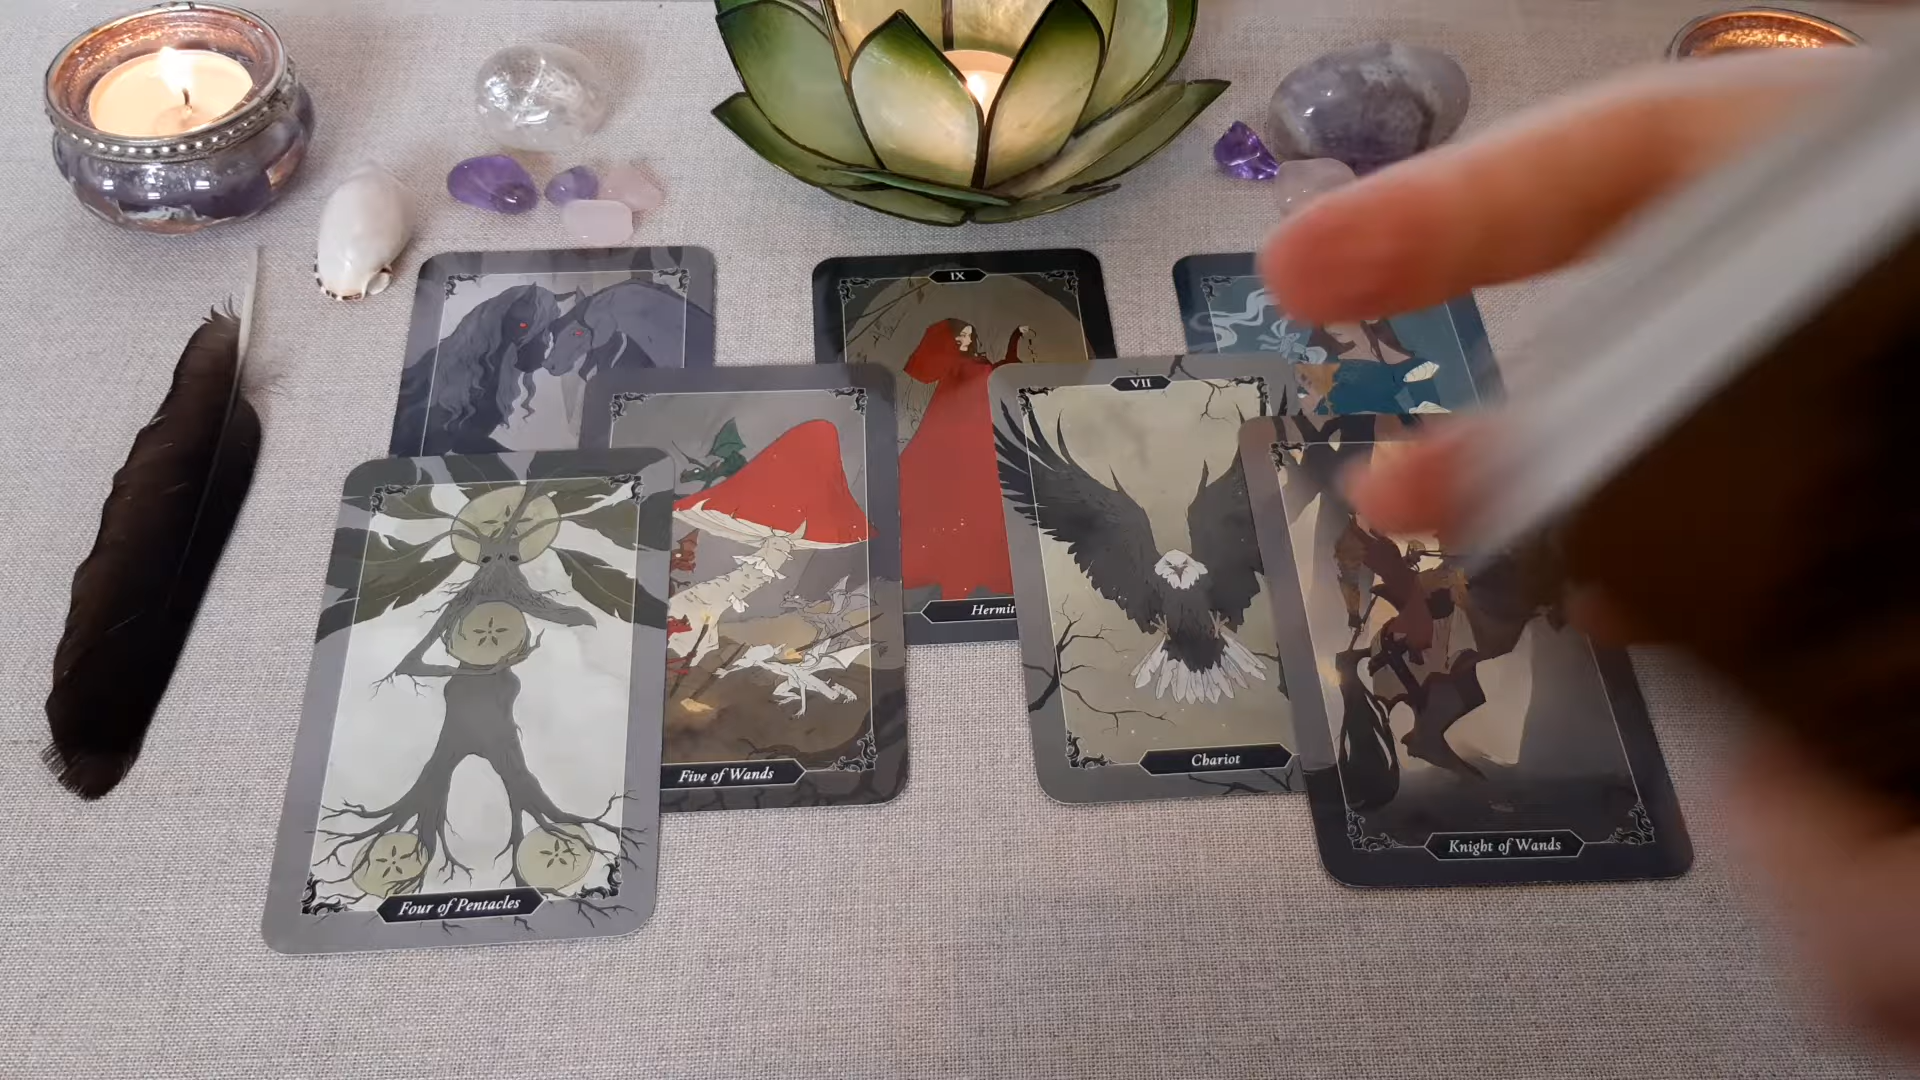 IX
VII
Hermit
Chariot
Five of Wands
Knight of Wands
Four of Pentacles